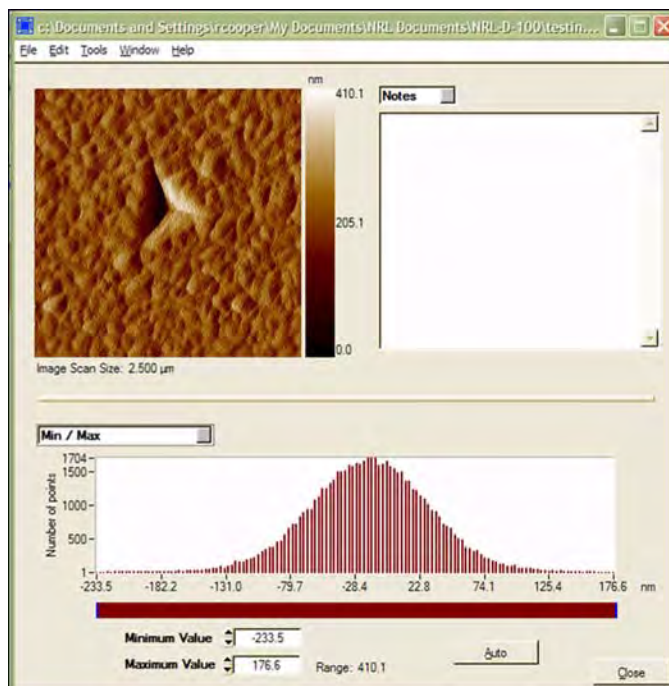 c:\Documents and Settings\rcooper\My Documents\NRL Documents\NRL-D-100\testin...
File Edit Tools Window Help
nm
410.1
Notes
205.1
0.0
Image Scan Size: 2.500 µm
Min / Max
Number of points
1704
1500
1000
500
1
-233.5 -182.2 -131.0 -79.7 -28.4 22.8 74.1 125.4 176.6 nm
Minimum Value -233.5
Auto
Maximum Value 176.6 Range: 410.1
Close